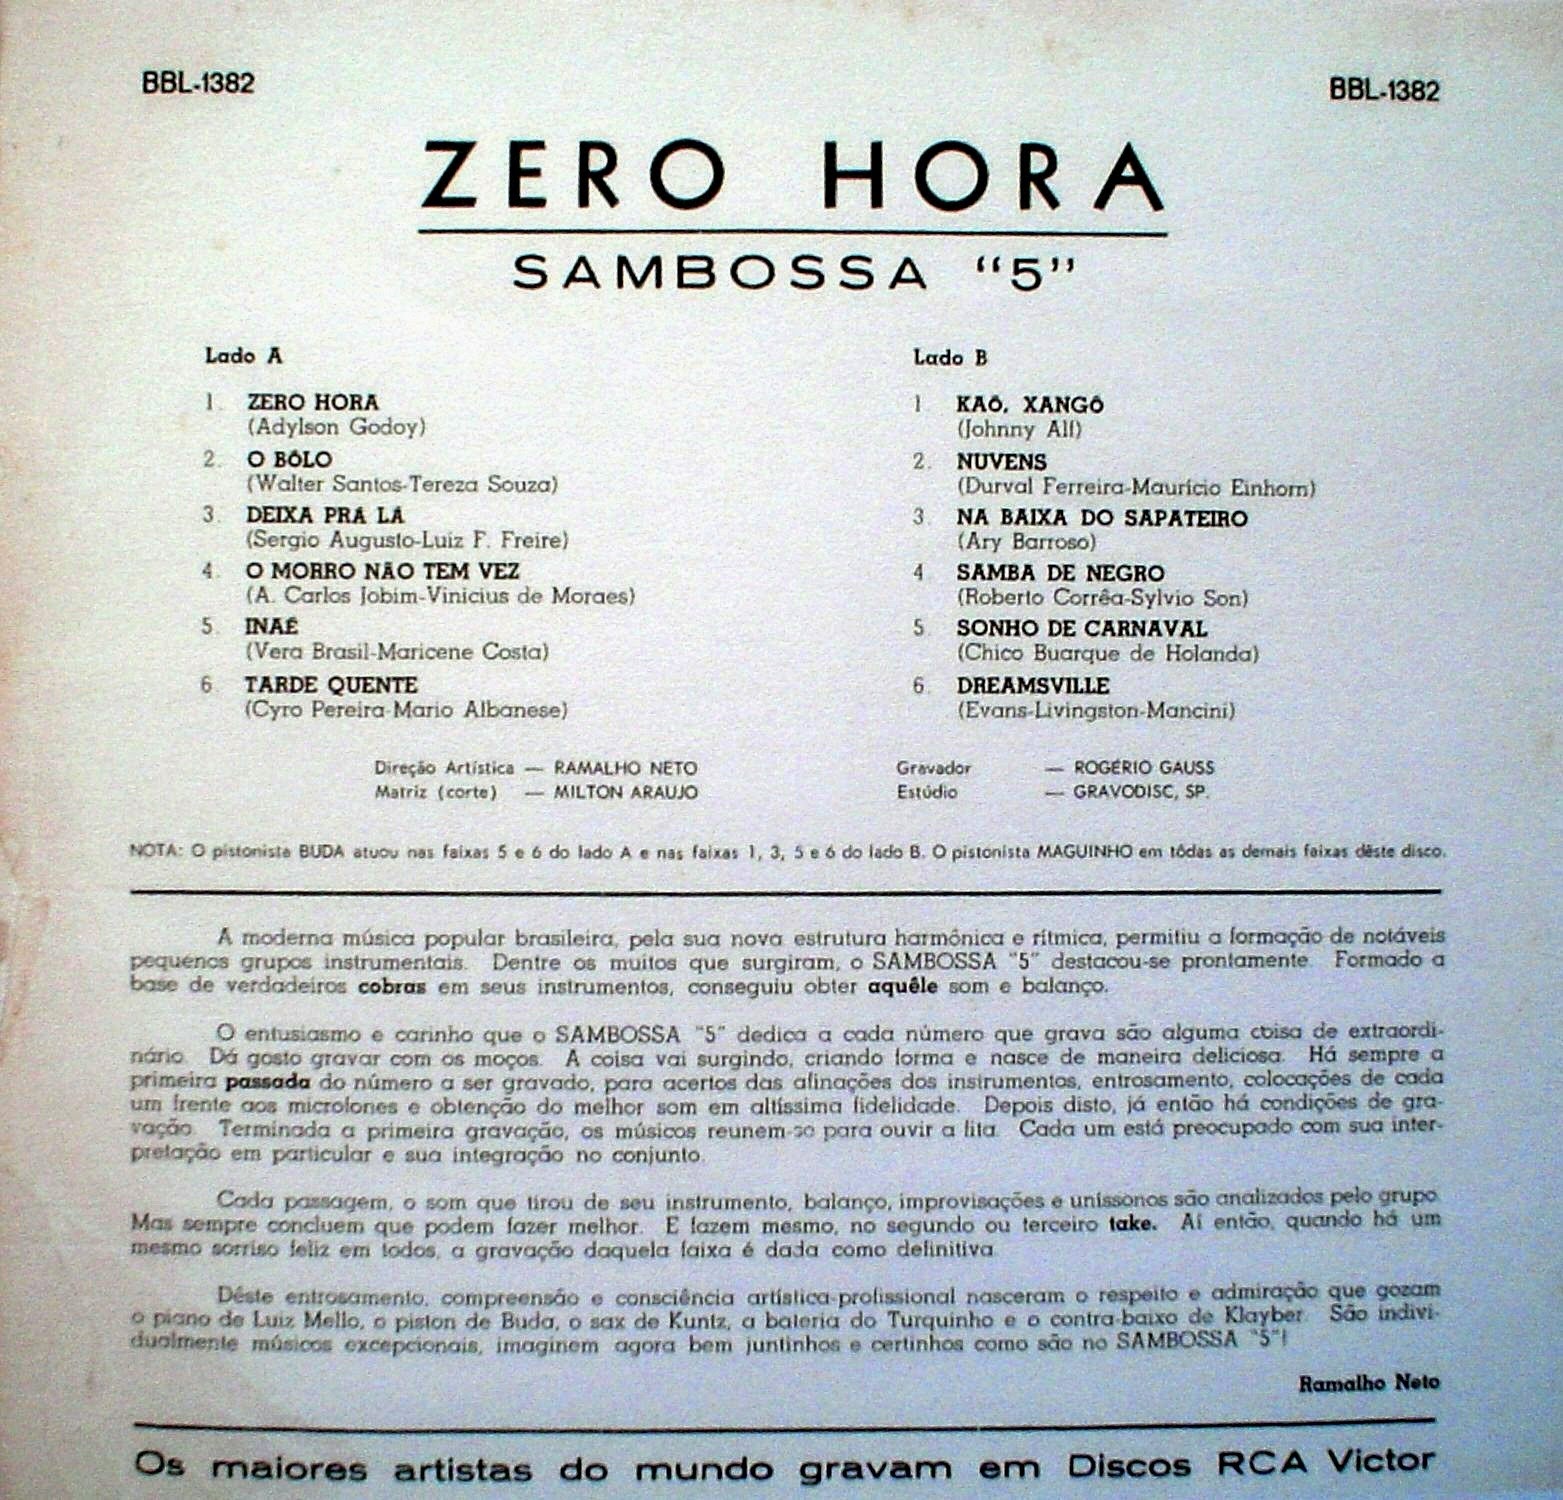 BBL-1382
BBL-1382
ZERO HORA
SAMBOSSA "5"
Lado A
1. ZERO HORA
(Adylson Godoy)
2. O BÔLO
(Walter Santos-Tereza Souza)
3. DEIXA PRA LÁ
(Sergio Augusto-Luiz F. Freire)
4. O MORRO NÃO TEM VEZ
(A. Carlos Jobim-Vinicius de Moraes)
5. INAÊ
(Vera Brasil-Maricene Costa)
6 TARDE QUENTE
(Cyro Pereira-Mario Albanese)
Lado B
1 KAÔ, XANGÔ
(Johnny Alf)
2. NUVENS
(Durval Ferreira-Maurício Einhorn)
3. NA BAIXA DO SAPATEIRO
(Ary Barroso)
4 SAMBA DE NEGRO
(Roberto Corrêa-Sylvio Son)
5. SONHO DE CARNAVAL
(Chico Buarque de Holanda)
6. DREAMSVILLE
(Evans-Livingston-Mancini)
Direção Artística — RAMALHO NETO
Matriz (corte) — MILTON ARAUJO
Gravador — ROGÉRIO GAUSS
Estúdio — GRAVODISC, SP.
NOTA: O pistonista BUDA atuou nas faixas 5 e 6 do lado A e nas faixas 1, 3, 5 e 6 do lado B. O pistonista MAGUINHO em tôdas as demais faixas dêste disco.
A moderna música popular brasileira, pela sua nova estrutura harmônica e rítmica, permitiu a formação de notáveis
pequenos grupos instrumentais. Dentre os muitos que surgiram, o SAMBOSSA "5" destacou-se prontamente. Formado a
base de verdadeiros cobras em seus instrumentos, conseguiu obter aquêle som e balanço.
O entusiasmo e carinho que o SAMBOSSA "5" dedica a cada número que grava são alguma coisa de extraordi-
nário. Dá gosto gravar com os moços. A coisa vai surgindo, criando forma e nasce de maneira deliciosa. Há sempre a
primeira passada do número a ser gravado, para acertos das afinações dos instrumentos, entrosamento, colocações de cada
um frente aos microfones e obtenção do melhor som em altíssima fidelidade. Depois disto, já então há condições de gra-
vação. Terminada a primeira gravação, os músicos reunem-se para ouvir a fita. Cada um está preocupado com sua inter-
pretação em particular e sua integração no conjunto.
Cada passagem, o som que tirou de seu instrumento, balanço, improvisações e uníssonos são analizados pelo grupo.
Mas sempre concluem que podem fazer melhor. E fazem mesmo, no segundo ou terceiro take. Aí então, quando há um
mesmo sorriso feliz em todos, a gravação daquela faixa é dada como definitiva.
Dêste entrosamento, compreensão e consciência artística-profissional nasceram o respeito e admiração que gozam
o piano de Luiz Mello, o piston de Buda, o sax de Kuntz, a bateria do Turquinho e o contra-baixo de Klayber. São indivi-
dualmente músicos excepcionais, imaginem agora bem juntinhos e certinhos como são no SAMBOSSA "5"!
Ramalho Neto
Os maiores artistas do mundo gravam em Discos RCA Victor